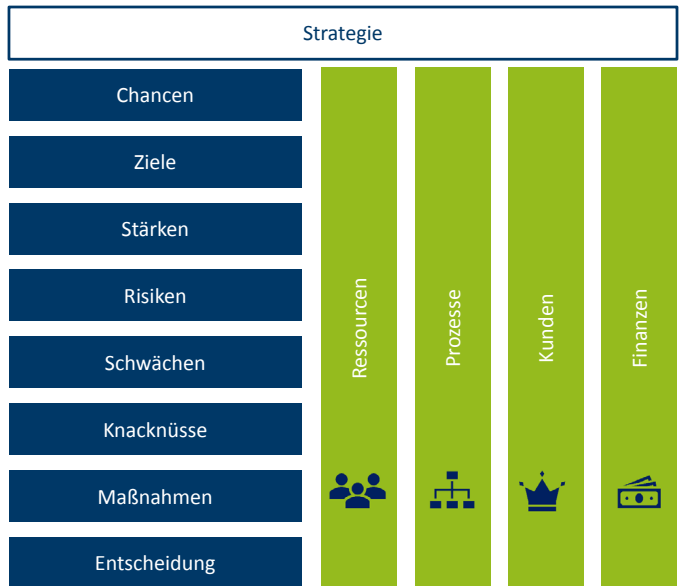 Strategie
Chancen
Ziele
Stärken
Risiken
Schwächen
Knacknüsse
Maßnahmen
Entscheidung
Ressourcen
Prozesse
Kunden
Finanzen